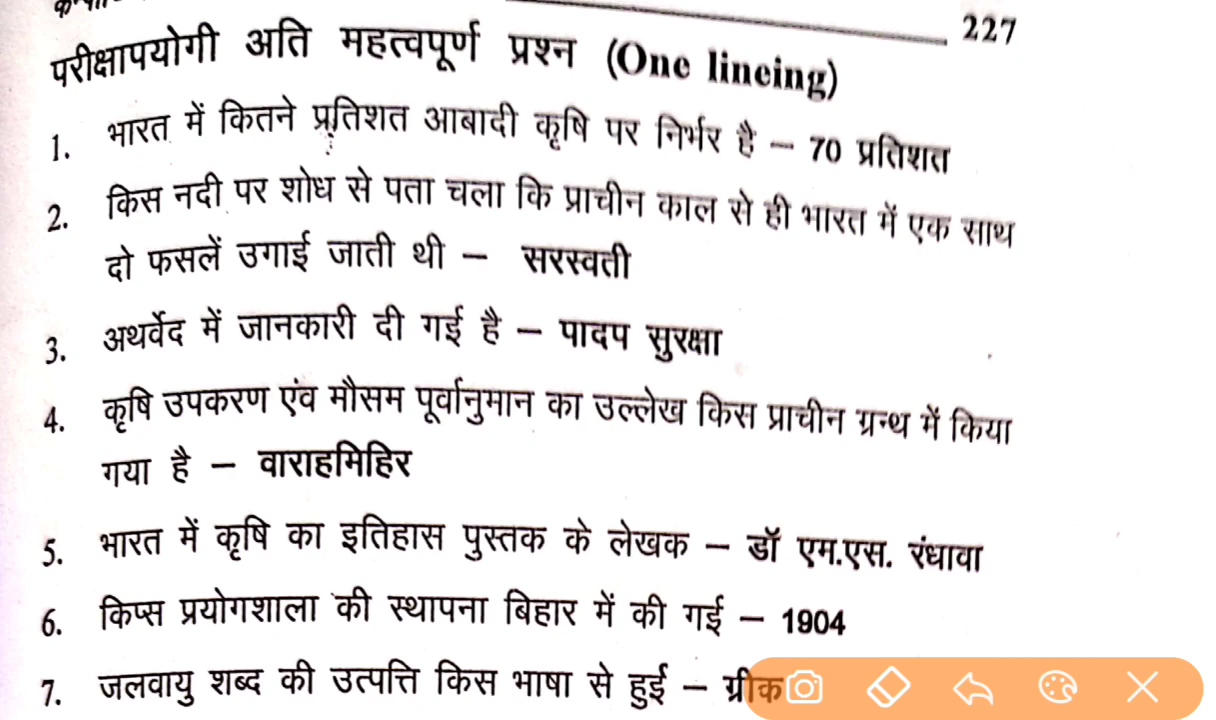 227
परीक्षापयोगी अति महत्वपूर्ण प्रश्न (One lineing)
1. भारत में कितने प्रतिशत आबादी कृषि पर निर्भर है – 70 प्रतिशत
2. किस नदी पर शोध से पता चला कि प्राचीन काल से ही भारत में एक साथ
दो फसलें उगाई जाती थी – सरस्वती
3. अथर्वेद में जानकारी दी गई है – पादप सुरक्षा
4. कृषि उपकरण एंव मौसम पूर्वानुमान का उल्लेख किस प्राचीन ग्रन्थ में किया
गया है – वाराहमिहिर
5. भारत में कृषि का इतिहास पुस्तक के लेखक – डॉ एम.एस. रंधावा
6. किप्स प्रयोगशाला की स्थापना बिहार में की गई – 1904
7. जलवायु शब्द की उत्पत्ति किस भाषा से हुई – ग्रीक